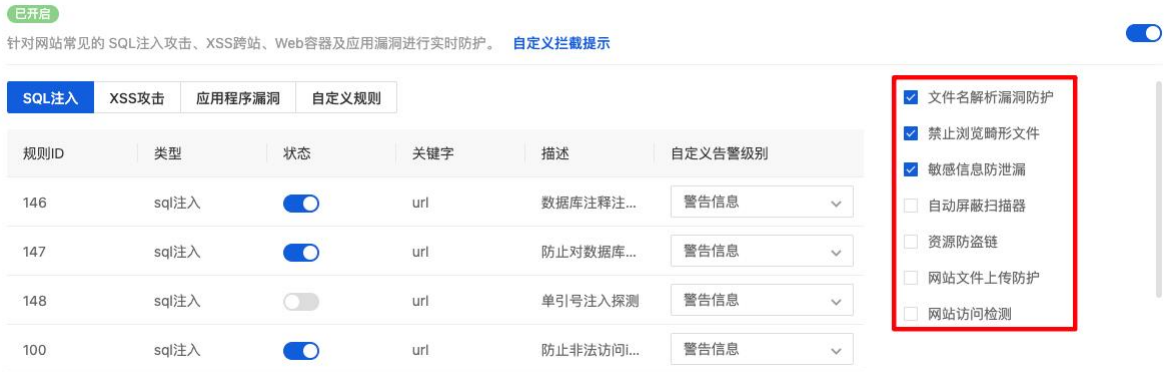 已开启
针对网站常见的 SQL注入攻击、XSS跨站、Web容器及应用漏洞进行实时防护。 自定义拦截提示
SQL注入 XSS攻击 应用程序漏洞 自定义规则
规则ID 类型 状态 关键字 描述 自定义告警级别
146 sql注入 url 数据库注释注... 警告信息
147 sql注入 url 防止对数据库... 警告信息
148 sql注入 url 单引号注入探测 警告信息
100 sql注入 url 防止非法访问i... 警告信息
文件名解析漏洞防护
禁止浏览畸形文件
敏感信息防泄漏
自动屏蔽扫描器
资源防盗链
网站文件上传防护
网站访问检测